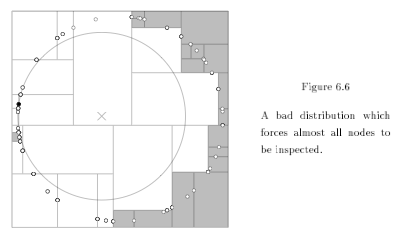 Figure 6.6
A bad distribution which
forces almost all nodes to
be inspected.